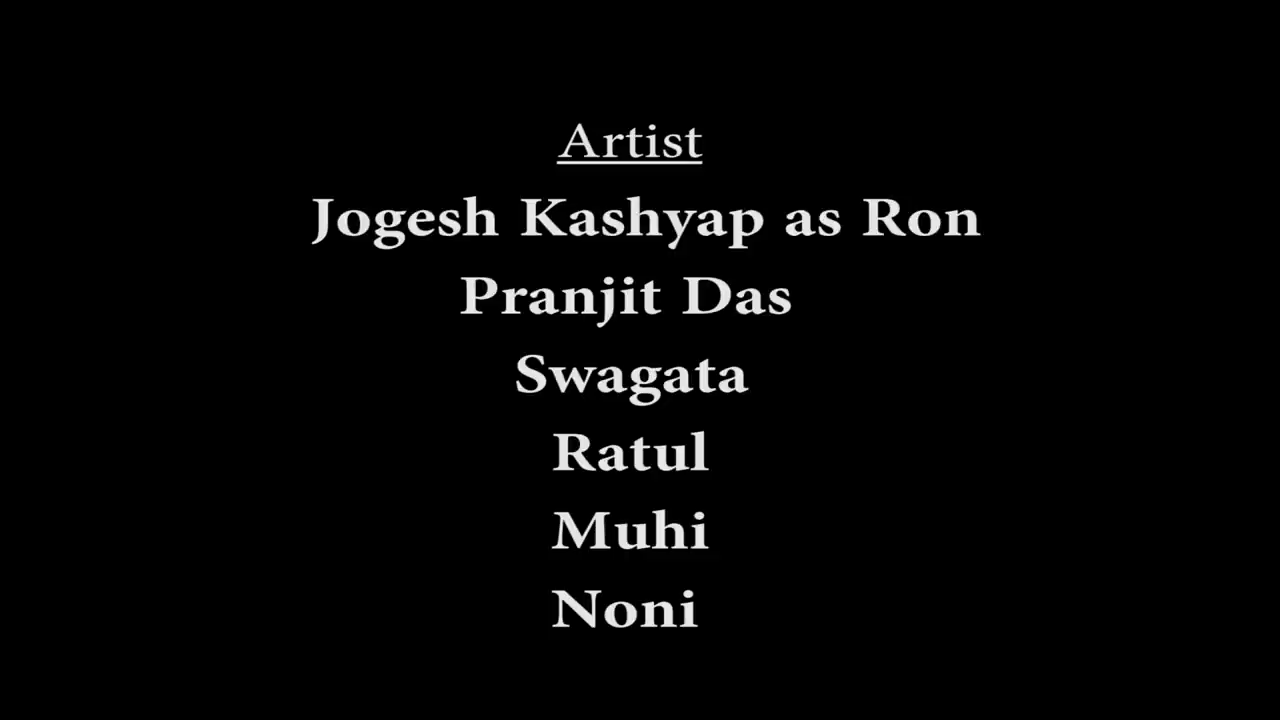 Artist
Jogesh Kashyap as Ron
Pranjit Das
Swagata
Ratul
Muhi
Noni